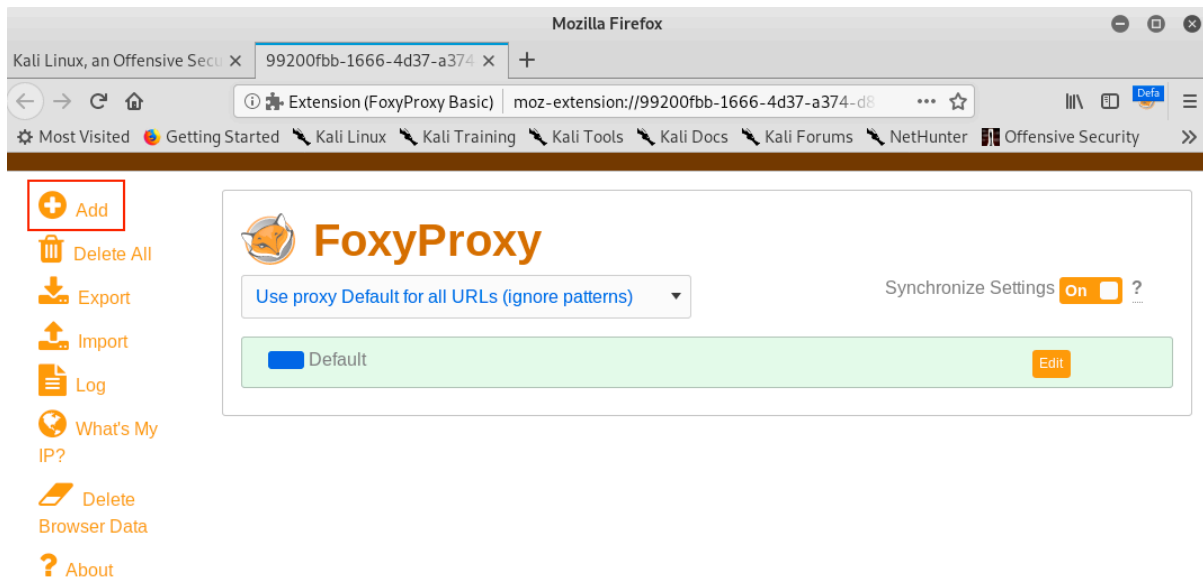 Mozilla Firefox
Kali Linux, an Offensive Secu
99200fbb-1666-4d37-a374
Extension (FoxyProxy Basic) moz-extension://99200fbb-1666-4d37-a374-d8
Defa
Most Visited Getting Started Kali Linux Kali Training Kali Tools Kali Docs Kali Forums NetHunter Offensive Security
Add
Delete All
Export
Import
Log
What's My
IP?
Delete
Browser Data
About
FoxyProxy
Use proxy Default for all URLs (ignore patterns)
Synchronize Settings On ?
Default
Edit